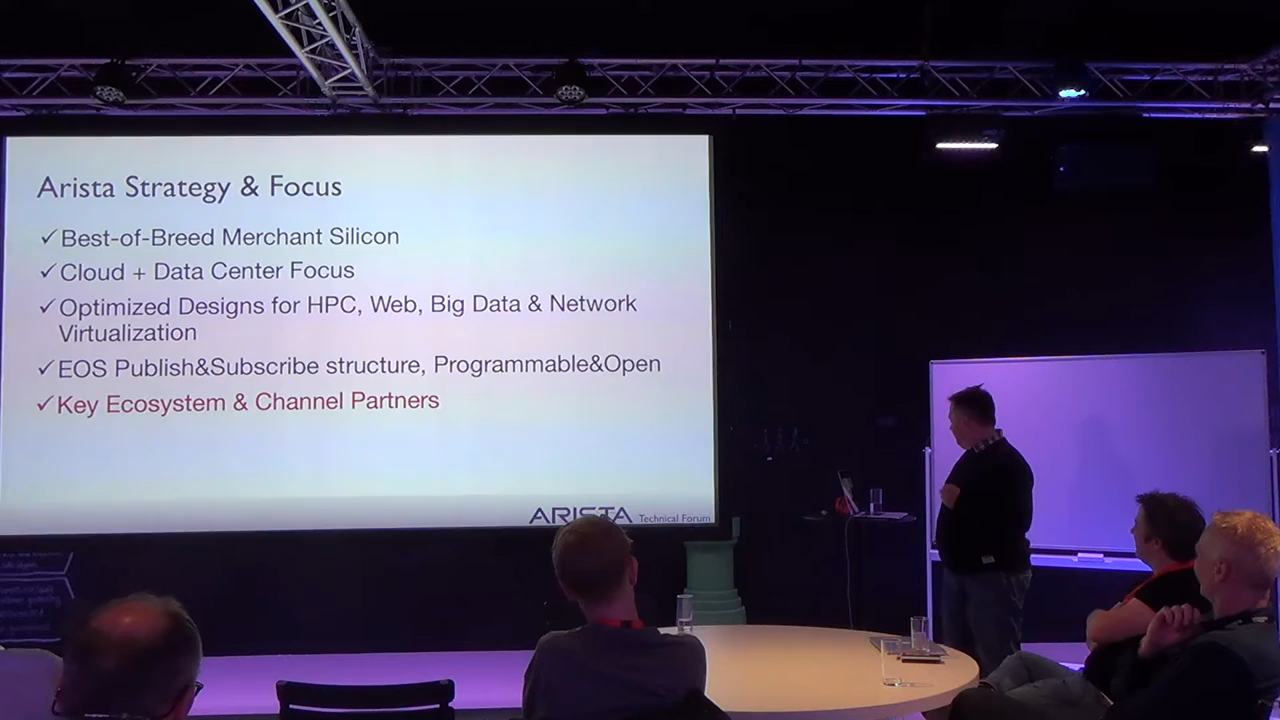 Arista Strategy & Focus
✓Best-of-Breed Merchant Silicon
✓Cloud + Data Center Focus
✓Optimized Designs for HPC, Web, Big Data & Network
Virtualization
✓EOS Publish&Subscribe structure, Programmable&Open
✓Key Ecosystem & Channel Partners
ARISTA Technical Forum